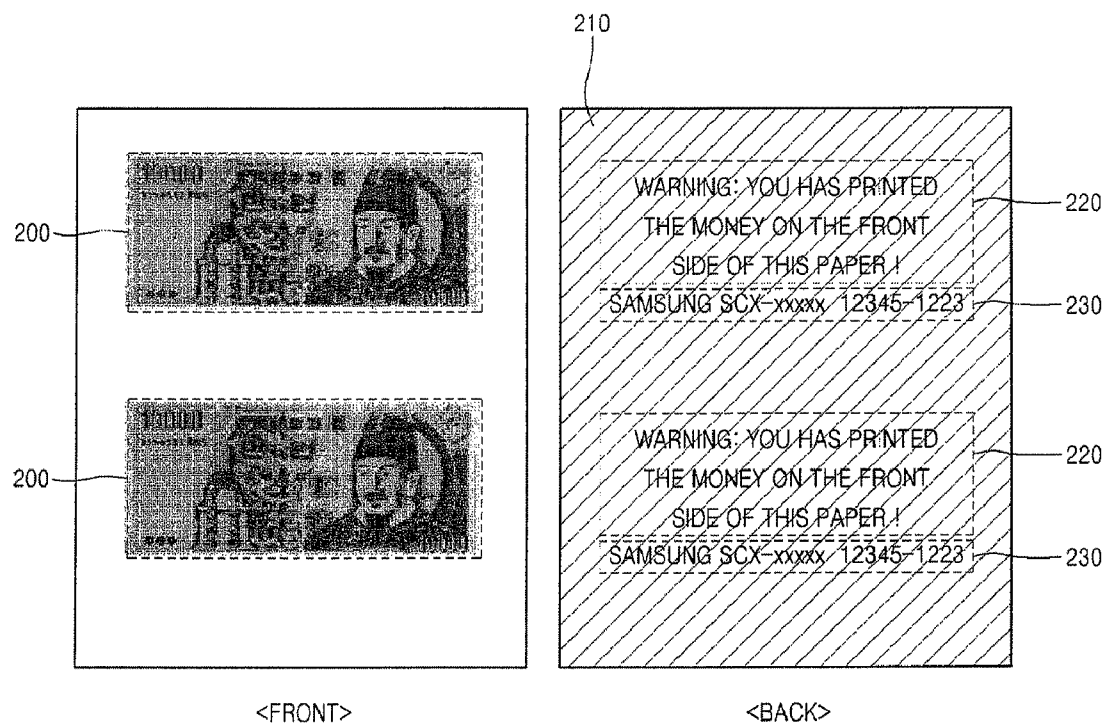 210
200
10000
WARNING: YOU HAS PRINTED
THE MONEY ON THE FRONT
SIDE OF THIS PAPER !
220
SAMSUNG SCX-xxxxx 12345-1223
230
200
10000
WARNING: YOU HAS PRINTED
THE MONEY ON THE FRONT
SIDE OF THIS PAPER !
220
SAMSUNG SCX-xxxxx 12345-1223
230
<FRONT>
<BACK>